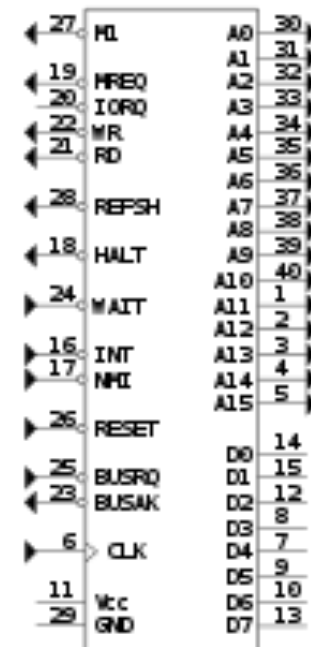 27 M1
19 MREQ
20 IORQ
22 WR
21 RD
28 REFSH
18 HALT
24 WAIT
16 INT
17 NMI
26 RESET
25 BUSRQ
23 BUSAK
6 CLK
11 Vcc
29 GND
A0 30
A1 31
A2 32
A3 33
A4 34
A5 35
A6 36
A7 37
A8 38
A9 39
A10 40
A11 1
A12 2
A13 3
A14 4
A15 5
D0 14
D1 15
D2 12
D3 8
D4 7
D5 9
D6 10
D7 13